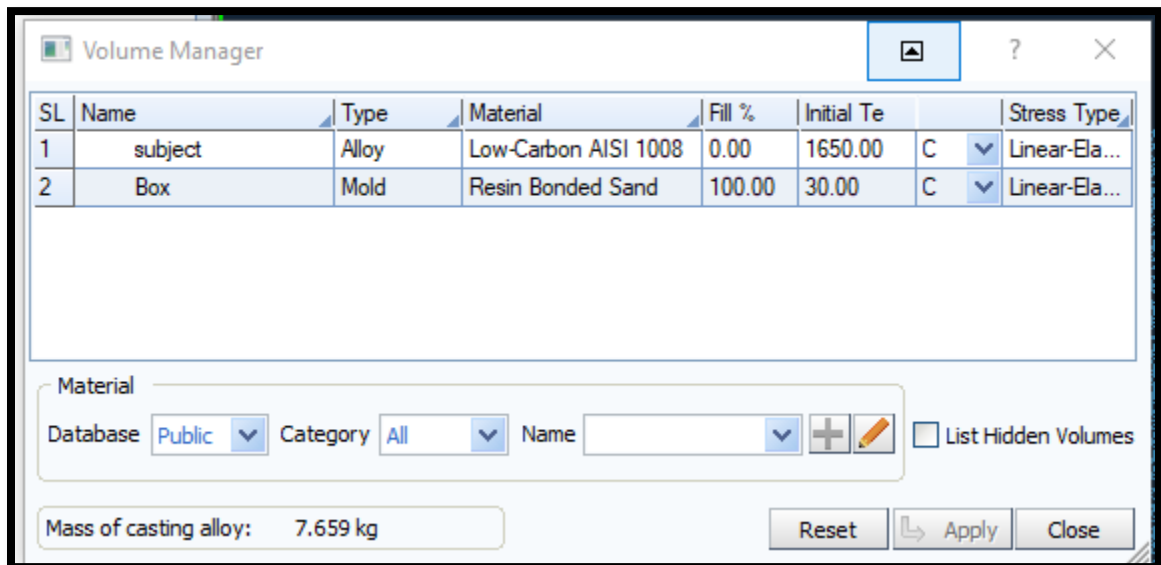 Volume Manager ?
SL Name Type Material Fill % Initial Te Stress Type
1 subject Alloy Low-Carbon AISI 1008 0.00 1650.00 C Linear-Ela...
2 Box Mold Resin Bonded Sand 100.00 30.00 C Linear-Ela...
Material
Database Public Category All Name List Hidden Volumes
Mass of casting alloy: 7.659 kg Reset Apply Close